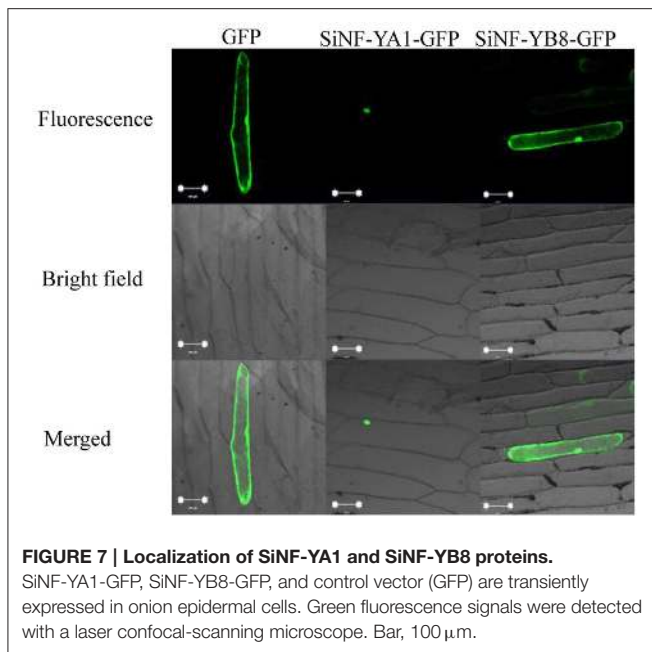 GFP SiNF-YA1-GFP SiNF-YB8-GFP
Fluorescence
Bright field
Merged
FIGURE 7 | Localization of SiNF-YA1 and SiNF-YB8 proteins.
SiNF-YA1-GFP, SiNF-YB8-GFP, and control vector (GFP) are transiently
expressed in onion epidermal cells. Green fluorescence signals were detected
with a laser confocal-scanning microscope. Bar, 100 μm.